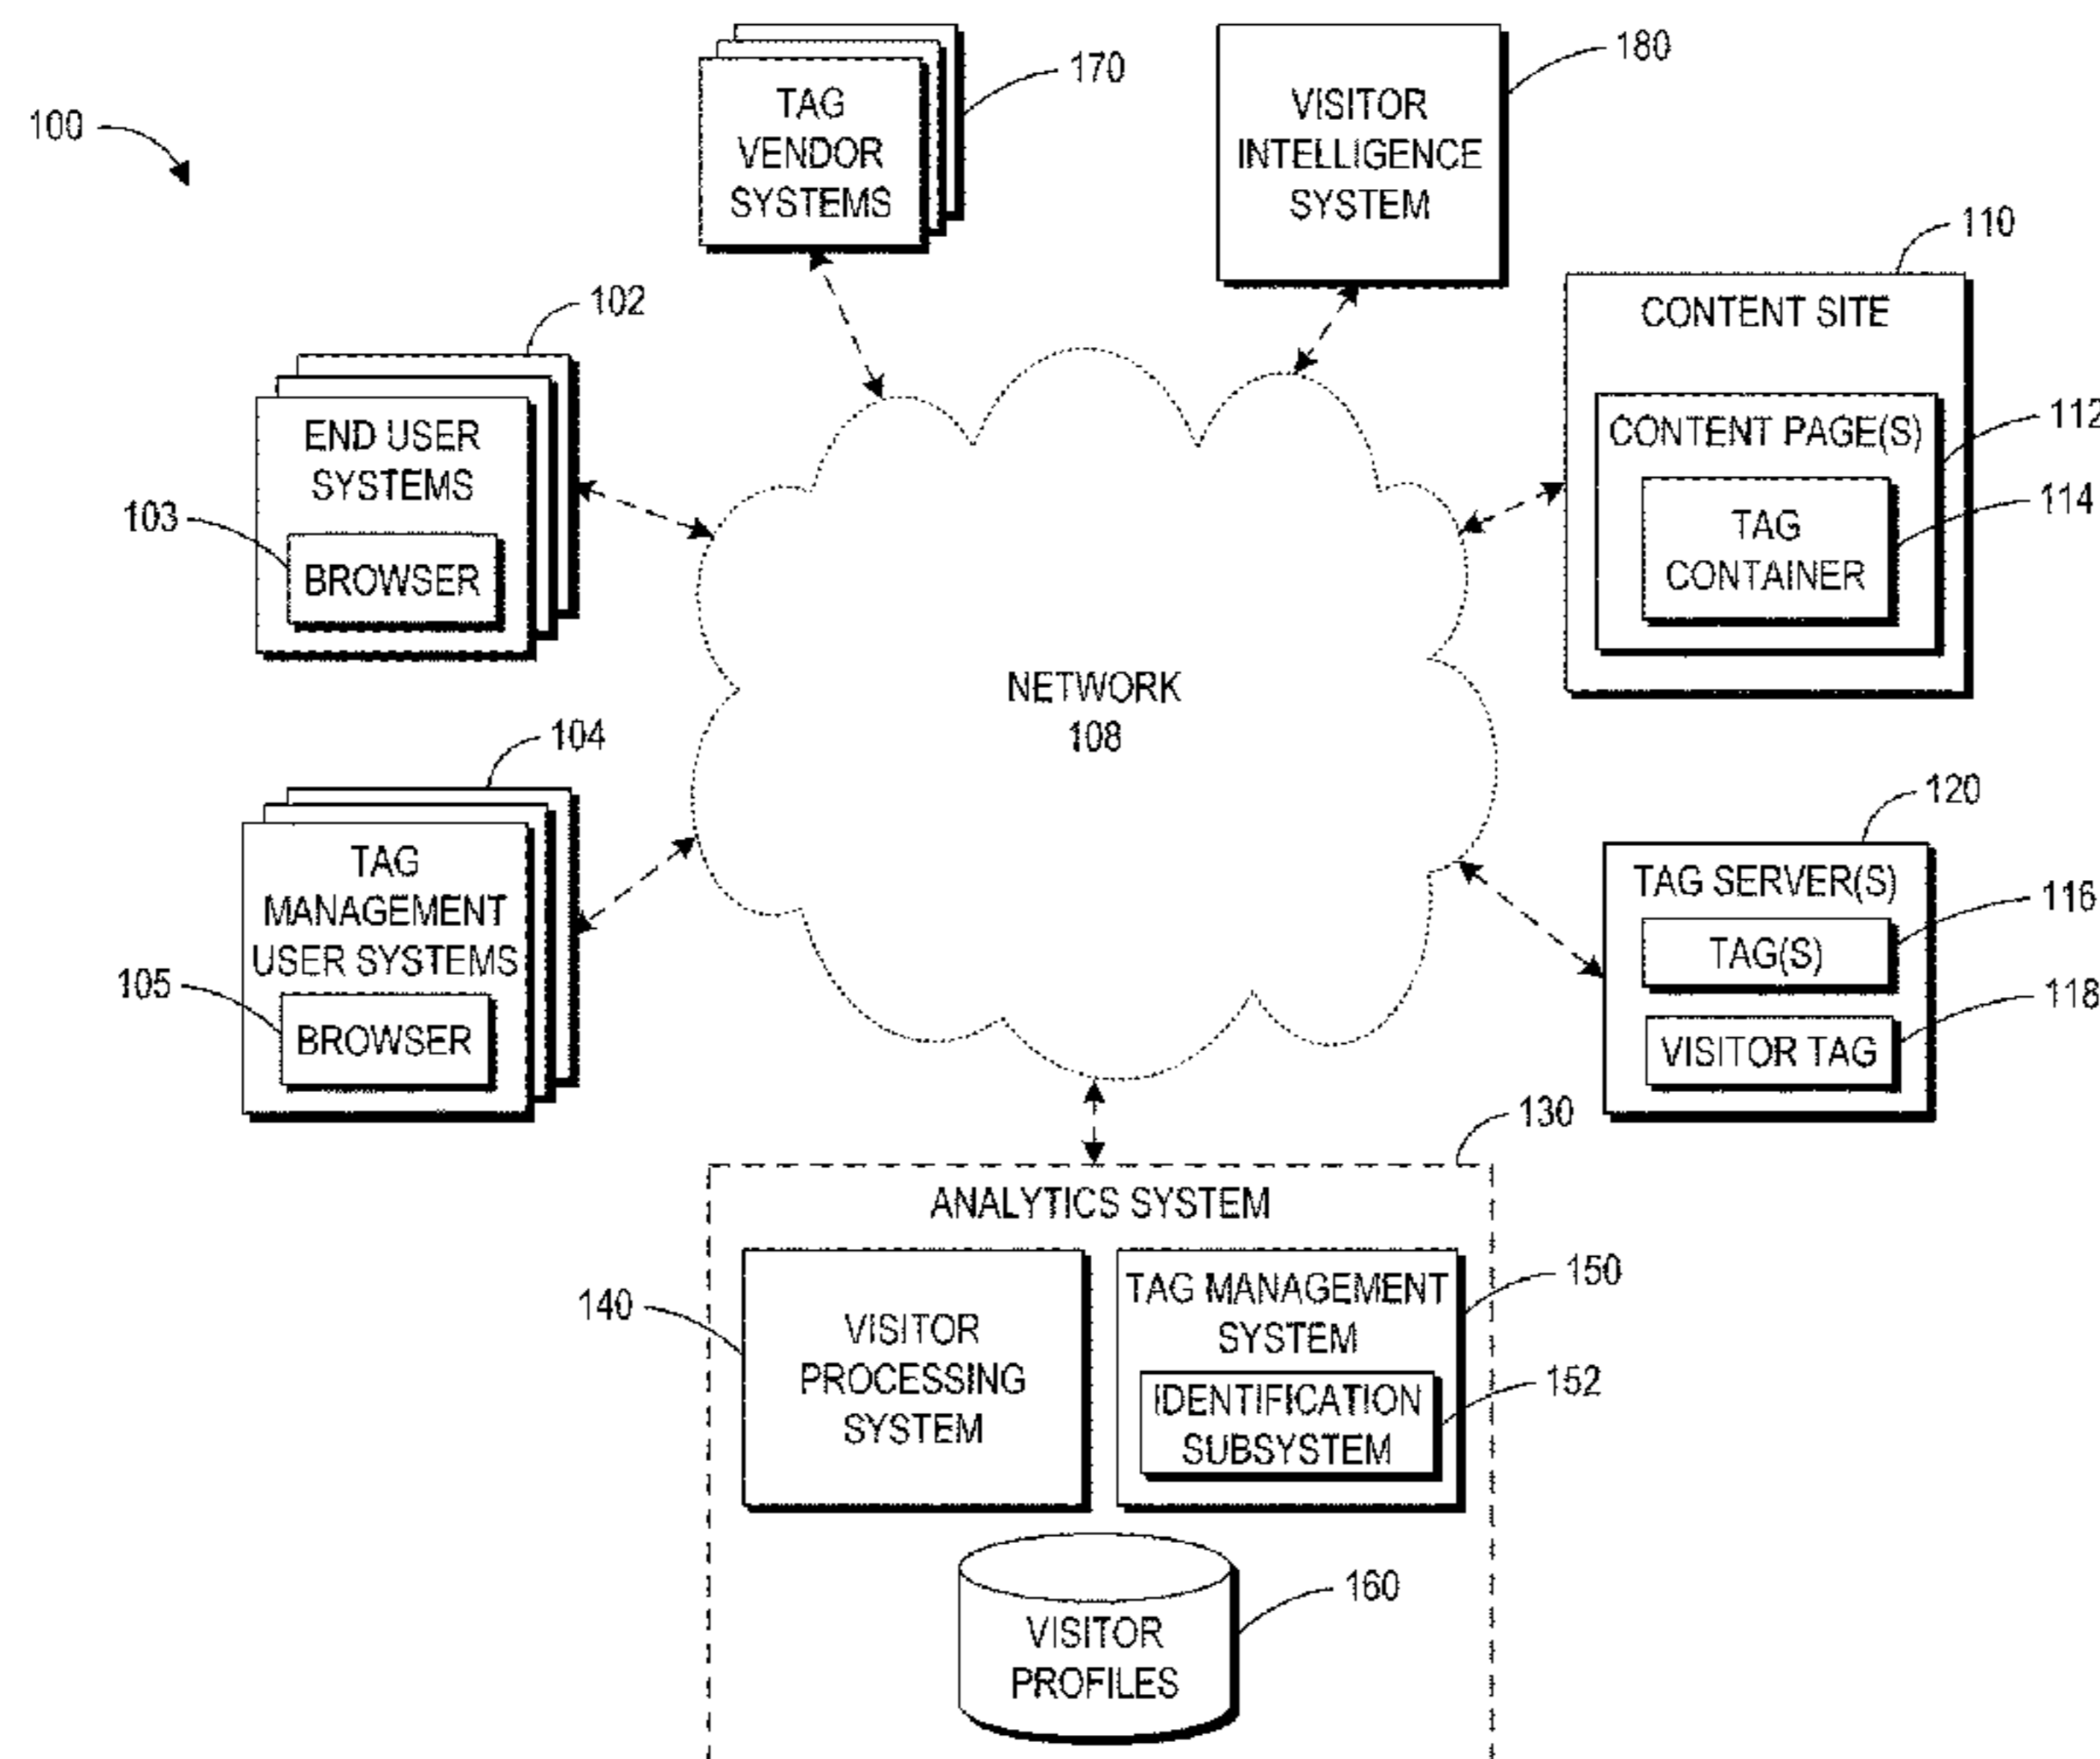 100
TAG
VENDOR
SYSTEMS
170
VISITOR
INTELLIGENCE
SYSTEM
180
110
CONTENT SITE
CONTENT PAGE(S)
112
TAG
CONTAINER
114
102
END USER
SYSTEMS
103
BROWSER
NETWORK
108
104
TAG
MANAGEMENT
USER SYSTEMS
105
BROWSER
120
TAG SERVER(S)
116
TAG(S)
118
VISITOR TAG
130
ANALYTICS SYSTEM
140
VISITOR
PROCESSING
SYSTEM
TAG MANAGEMENT
SYSTEM
150
IDENTIFICATION
SUBSYSTEM
152
160
VISITOR
PROFILES